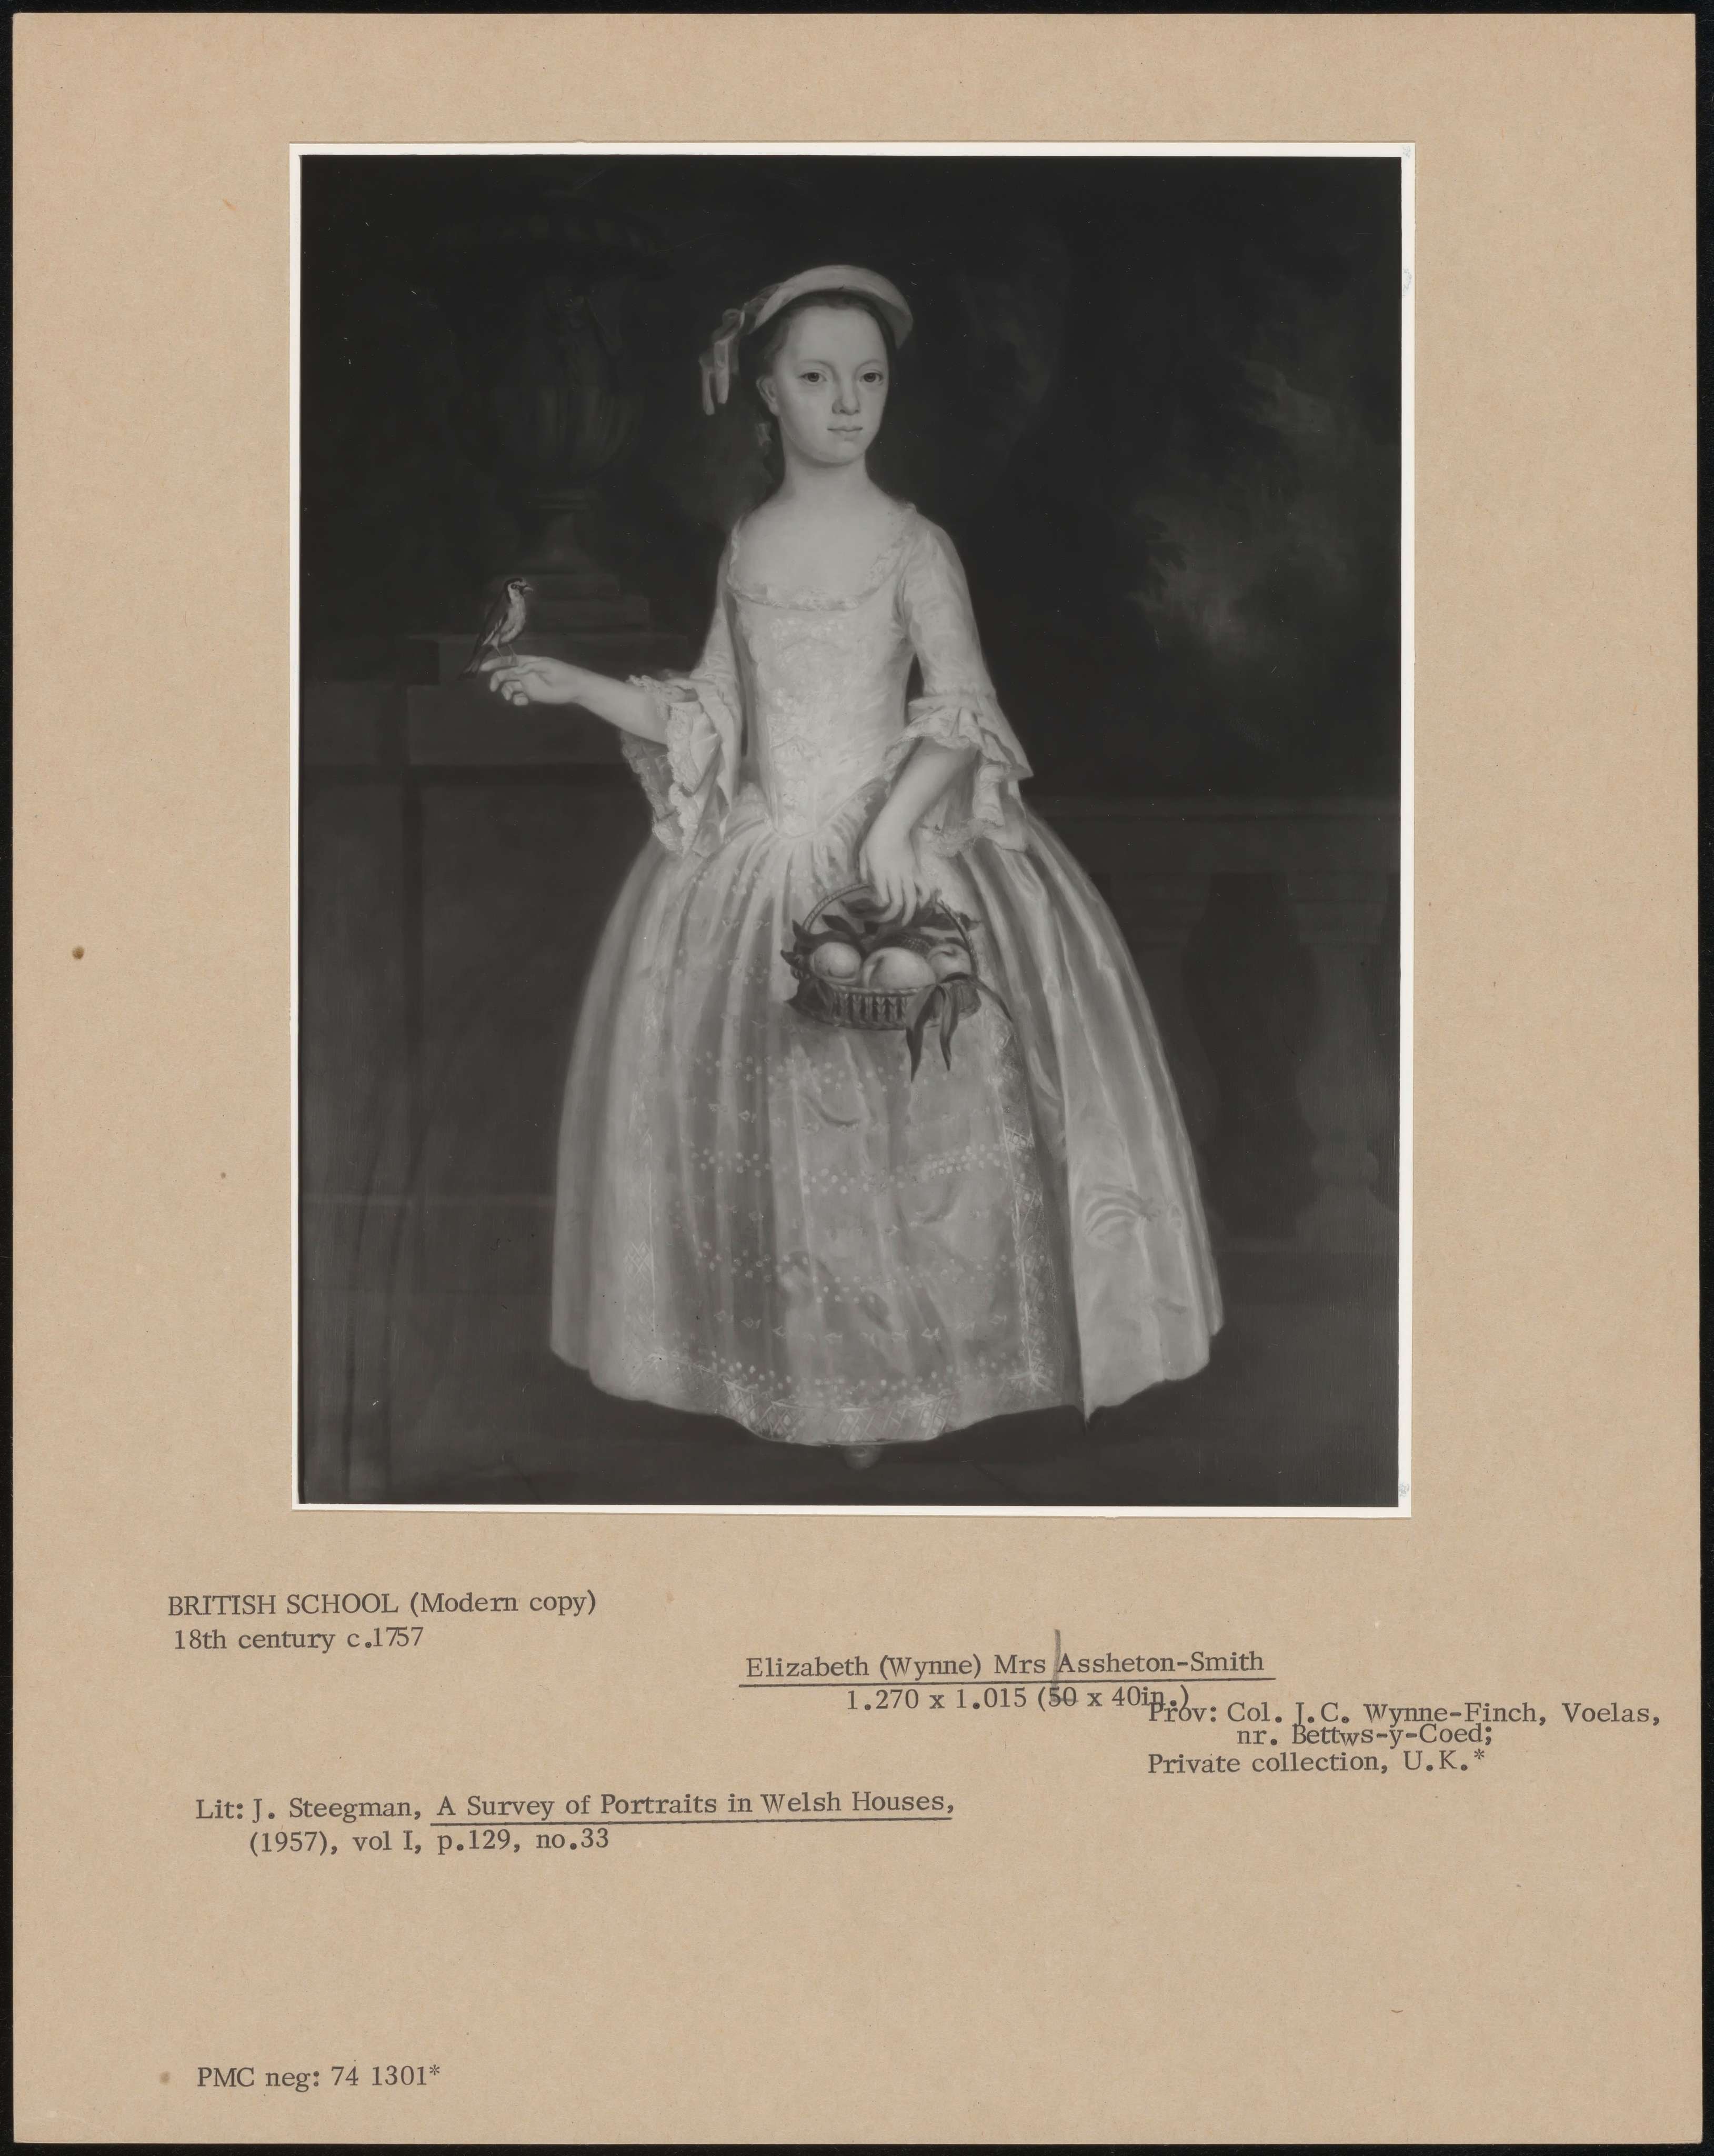 BRITISH SCHOOL (Modern copy)
18th century c.1757
Elizabeth (Wynne) Mrs Assheton-Smith
1.270 x 1.015 (50 x 40in.)
Prov: Col. J.C. Wynne-Finch, Voelas,
nr. Bettws-y-Coed;
Private collection, U.K.*
Lit: J. Steegman, A Survey of Portraits in Welsh Houses,
(1957), vol I, p.129, no.33
PMC neg: 74 1301*